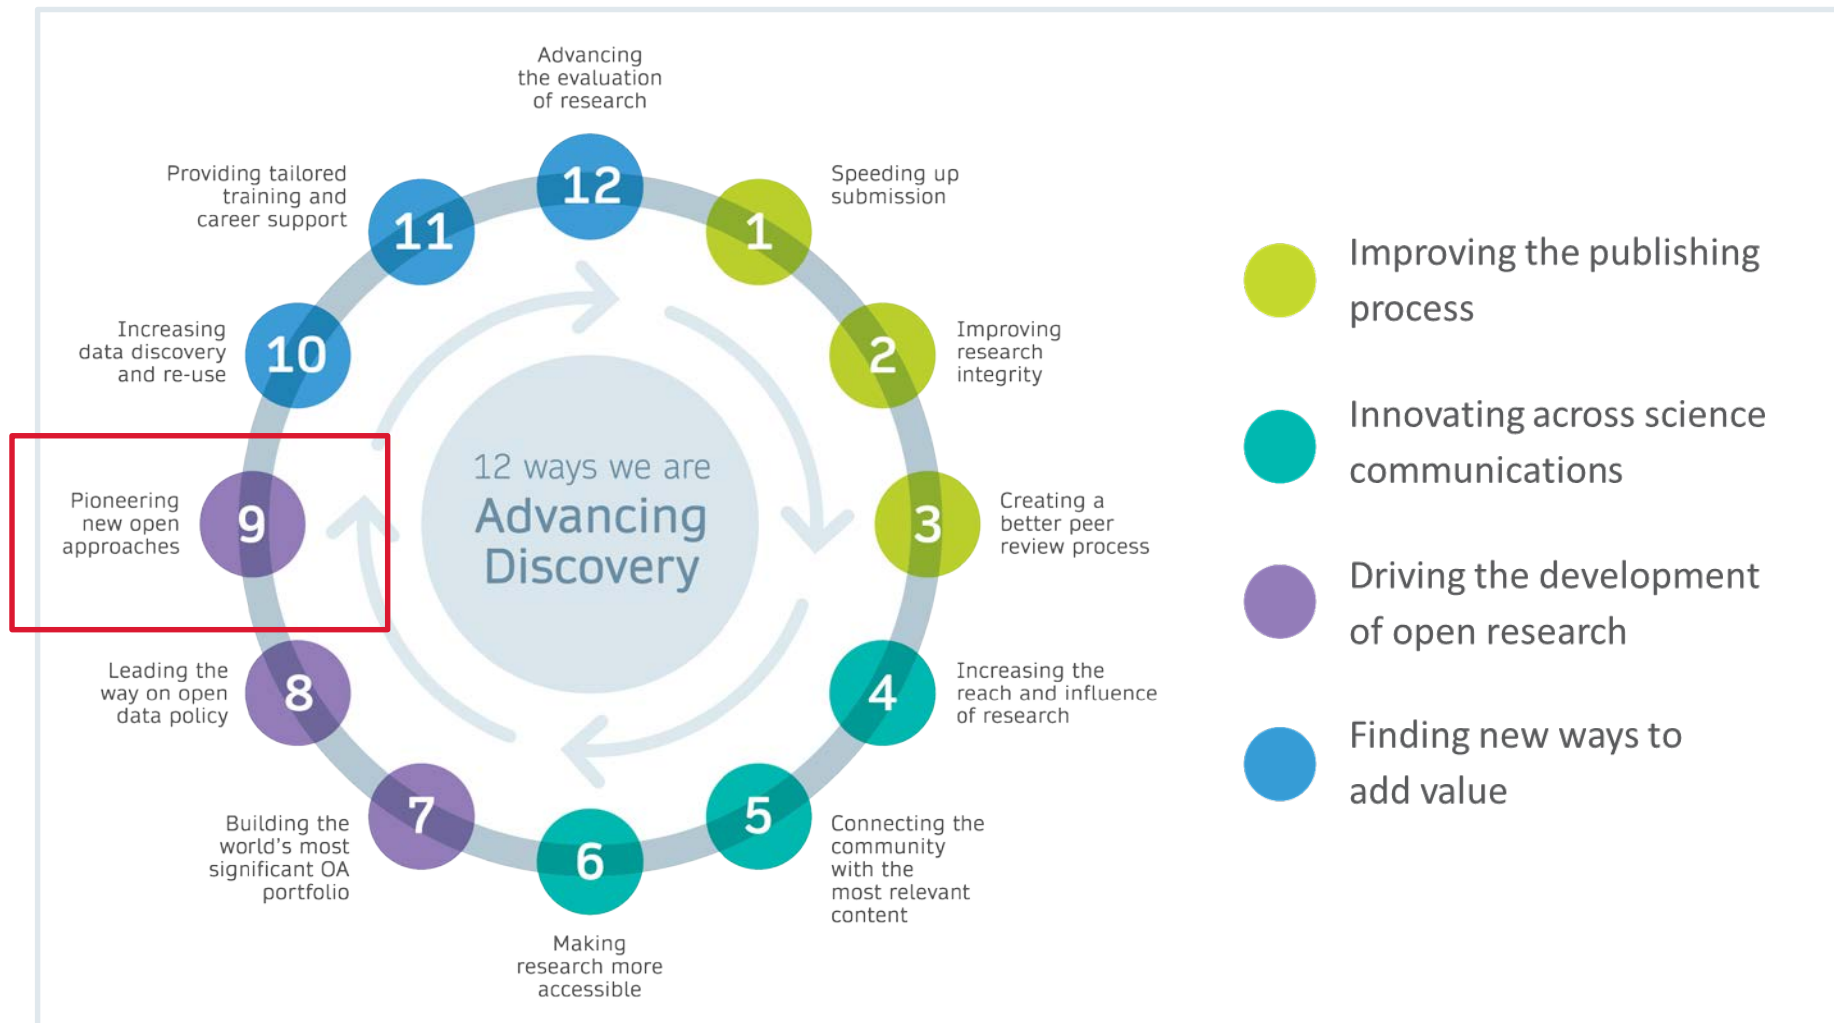 12 ways we are
Advancing
Discovery
1
Speeding up
submission
2
Improving
research
integrity
3
Creating a
better peer
review process
4
Increasing the
reach and influence
of research
5
Connecting the
community
with the
most relevant
content
6
Making
research more
accessible
7
Building the
world's most
significant OA
portfolio
8
Leading the
way on open
data policy
9
Pioneering
new open
approaches
10
Increasing
data discovery
and re-use
11
Providing tailored
training and
career support
12
Advancing
the evaluation
of research
Improving the publishing
process
Innovating across science
communications
Driving the development
of open research
Finding new ways to
add value